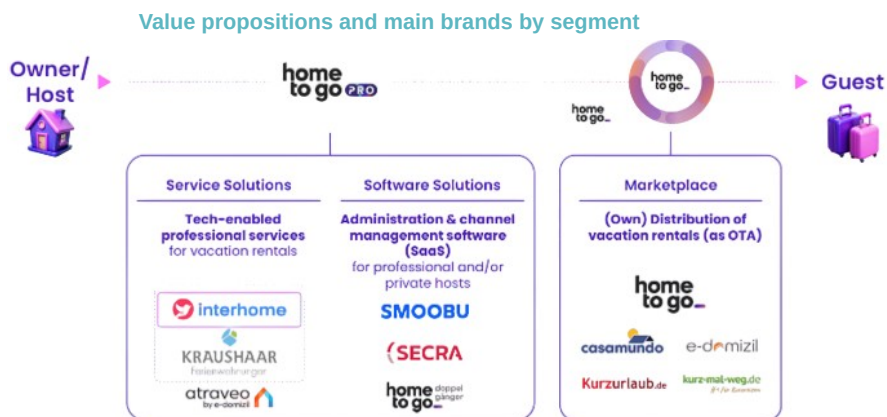 Value propositions and main brands by segment
Owner/
Host
home
to go_ PRO
home
to go_
home
to go_
Guest
Service Solutions
Tech-enabled
professional services
for vacation rentals
interhome
KRAUSHAAR
Ferienwohnungen
atraveo
by e-domizil
Software Solutions
Administration & channel
management software
(SaaS)
for professional and/or
private hosts
SMOOBU
SECRA
home doppel
to go_ gänger
Marketplace
(Own) Distribution of
vacation rentals (as OTA)
home
to go_
casamundo
e-domizil
Kurzurlaub.de
kurz-mal-weg.de